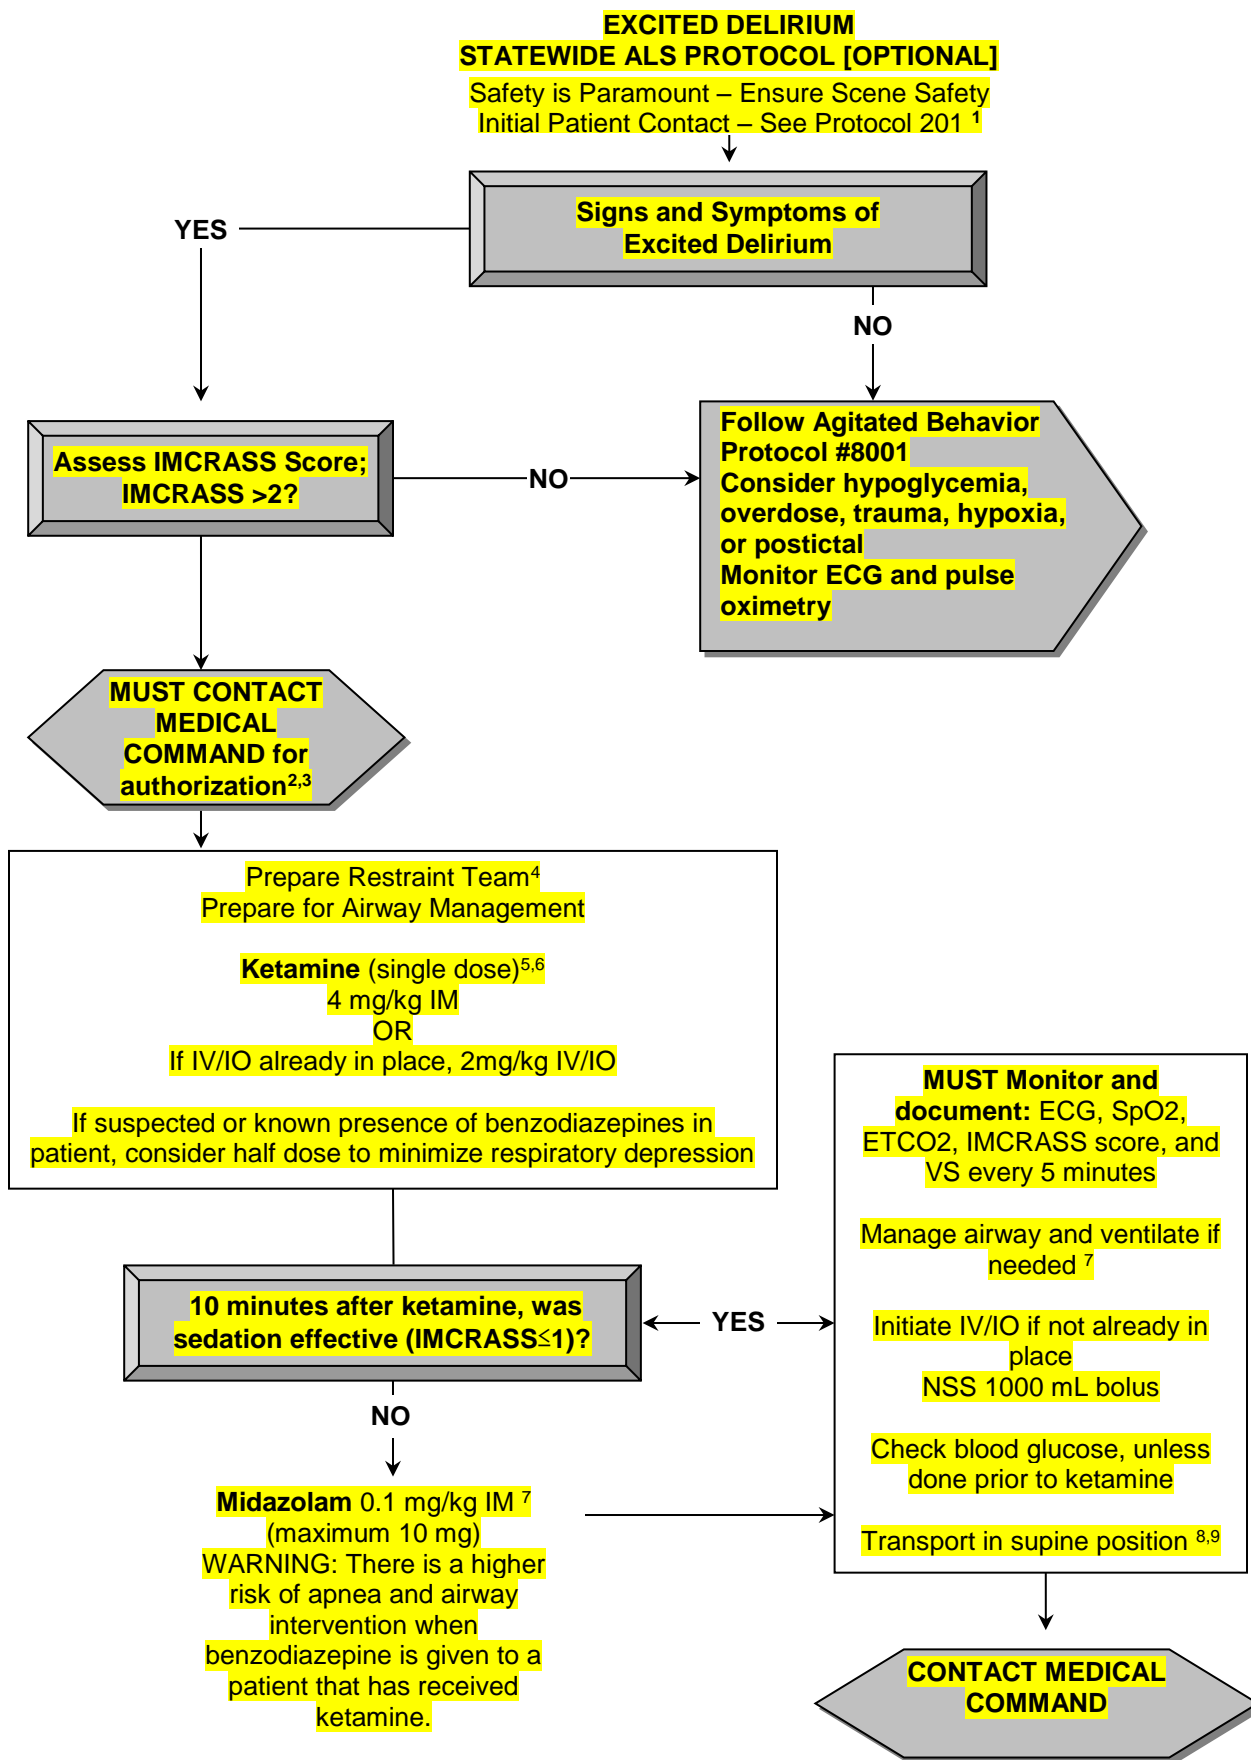 EXCITED DELIRIUM
STATEWIDE ALS PROTOCOL [OPTIONAL]
Safety is Paramount – Ensure Scene Safety
Initial Patient Contact – See Protocol 201 1
Signs and Symptoms of
Excited Delirium
YES
NO
Assess IMCRASS Score;
IMCRASS >2?
NO
Follow Agitated Behavior
Protocol #8001
Consider hypoglycemia,
overdose, trauma, hypoxia,
or postictal
Monitor ECG and pulse
oximetry
MUST CONTACT
MEDICAL
COMMAND for
authorization2,3
Prepare Restraint Team4
Prepare for Airway Management
Ketamine (single dose)5,6
4 mg/kg IM
OR
If IV/IO already in place, 2mg/kg IV/IO
If suspected or known presence of benzodiazepines in
patient, consider half dose to minimize respiratory depression
10 minutes after ketamine, was
sedation effective (IMCRASS≤1)?
YES
NO
Midazolam 0.1 mg/kg IM 7
(maximum 10 mg)
WARNING: There is a higher
risk of apnea and airway
intervention when
benzodiazepine is given to a
patient that has received
ketamine.
MUST Monitor and
document: ECG, SpO2,
ETCO2, IMCRASS score, and
VS every 5 minutes
Manage airway and ventilate if
needed 7
Initiate IV/IO if not already in
place
NSS 1000 mL bolus
Check blood glucose, unless
done prior to ketamine
Transport in supine position 8,9
CONTACT MEDICAL
COMMAND